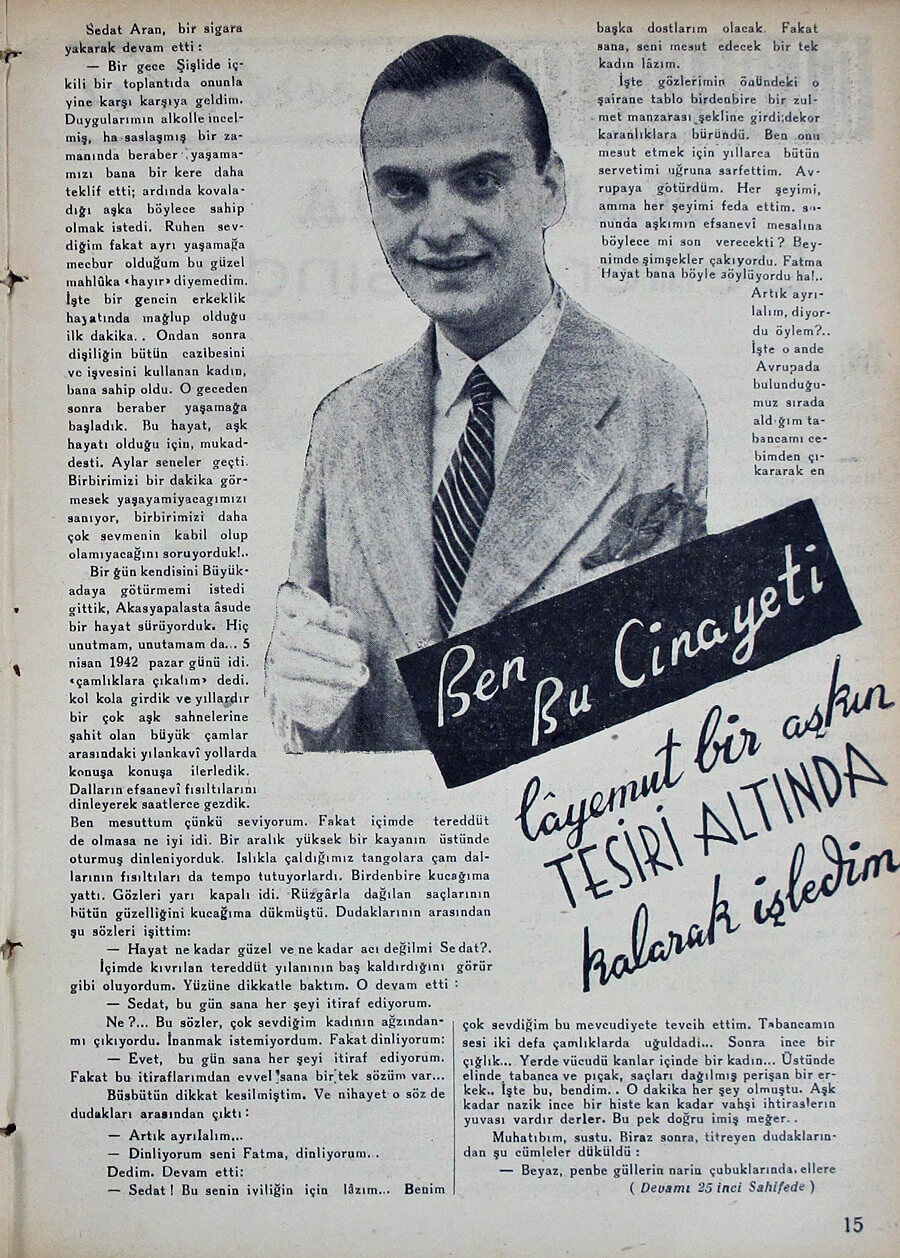 Sedat Aran, bir sigara
yakarak devam etti :
— Bir gece Şişlide iç-
kili bir toplantıda onunla
yine karşı karşıya geldim.
Duygularımın alkolle incel-
miş, hassaslaşmış bir za-
manında beraber yaşama-
mızı bana bir kere daha
teklif etti; ardında kovala-
dığı aşka böylece sahip
olmak istedi. Ruhen sev-
diğim fakat ayrı yaşamağa
mecbur olduğum bu güzel
mahlûka «hayır» diyemedim.
İşte bir gencin erkeklik
hayatında mağlup olduğu
ilk dakika.. Ondan sonra
dişiliğin bütün cazibesini
ve işvesini kullanan kadın,
bana sahip oldu. O geceden
sonra beraber yaşamağa
başladık. Bu hayat, aşk
hayatı olduğu için, mukad-
desti. Aylar seneler geçti.
Birbirimizi bir dakika gör-
mesek yaşayamiyacagımızı
sanıyor, birbirimizi daha
çok sevmenin kabil olup
olamıyacağını soruyorduk!..
Bir gün kendisini Büyük-
adaya götürmemi istedi
gittik, Akasyapalasta âsude
bir hayat sürüyorduk. Hiç
unutmam, unutamam da... 5
nisan 1942 pazar günü idi.
«çamlıklara çıkalım» dedi.
kol kola girdik ve yıllardır
bir çok aşk sahnelerine
şahit olan büyük çamlar
arasındaki yılankavî yollarda
konuşa konuşa ilerledik.
Dalların efsanevî fısıltılarını
dinleyerek saatlerce gezdik.
Ben mesuttum çünkü seviyorum. Fakat içimde tereddüt
de olmasa ne iyi idi. Bir aralık yüksek bir kayanın üstünde
oturmuş dinleniyorduk. Islıkla çaldığımız tangolara çam dal-
larının fısıltıları da tempo tutuyorlardı. Birdenbire kucağıma
yattı. Gözleri yarı kapalı idi. Rüzgârla dağılan saçlarının
bütün güzelliğini kucağıma dükmüştü. Dudaklarının arasından
şu sözleri işittim:
— Hayat ne kadar güzel ve ne kadar acı değilmi Sedat?.
İçimde kıvrılan tereddüt yılanının baş kaldırdığını görür
gibi oluyordum. Yüzüne dikkatle baktım. O devam etti :
— Sedat, bu gün sana her şeyi itiraf ediyorum.
Ne ?... Bu sözler, çok sevdiğim kadının ağzından-
mı çıkıyordu. İnanmak istemiyordum. Fakat dinliyorum:
— Evet, bu gün sana her şeyi itiraf ediyorum.
Fakat bu itiraflarımdan evvel sana bir tek sözüm var...
Büsbütün dikkat kesilmiştim. Ve nihayet o söz de
dudakları arasından çıktı :
— Artık ayrılalım...
— Dinliyorum seni Fatma, dinliyorum..
Dedim. Devam etti:
— Sedat ! Bu senin iyiliğin için lâzım... Benim
başka dostlarım olacak. Fakat
sana, seni mesut edecek bir tek
kadın lâzım.
İşte gözlerimin önündeki o
şairane tablo birdenbire bir zul-
met manzarası şekline girdi;dekor
karanlıklara büründü. Ben onu
mesut etmek için yıllarca bütün
servetimi uğruna sarfettim. Av-
rupaya götürdüm. Her şeyimi,
amma her şeyimi feda ettim. so-
nunda aşkımın efsanevî mesalına
böylece mi son verecekti ? Bey-
nimde şimşekler çakıyordu. Fatma
Hayat bana böyle söylüyordu ha!..
Artık ayrı-
lalım, diyor-
du öylem?..
İşte o ande
Avrupada
bulunduğu-
muz sırada
aldığım ta-
bancamı ce-
bimden çı-
kararak en
Ben
Bu Cinayeti
lâyemut bir aşkın
TESİRİ ALTINDA
kalarak işledim
çok sevdiğim bu mevcudiyete tevcih ettim. Tabancamın
sesi iki defa çamlıklarda uğuldadi... Sonra ince bir
çığlık... Yerde vücudü kanlar içinde bir kadın... Üstünde
elinde tabanca ve pıçak, saçları dağılmış perişan bir er-
kek.. İşte bu, bendim.. O dakika her şey olmuştu. Aşk
kadar nazik ince bir histe kan kadar vahşi ihtirasların
yuvası vardır derler. Bu pek doğru imiş meğer..
Muhatıbım, sustu. Biraz sonra, titreyen dudakların-
dan şu cümleler düküldü :
— Beyaz, penbe güllerin narin çubuklarında, ellere
( Devamı 25 inci Sahifede )
15